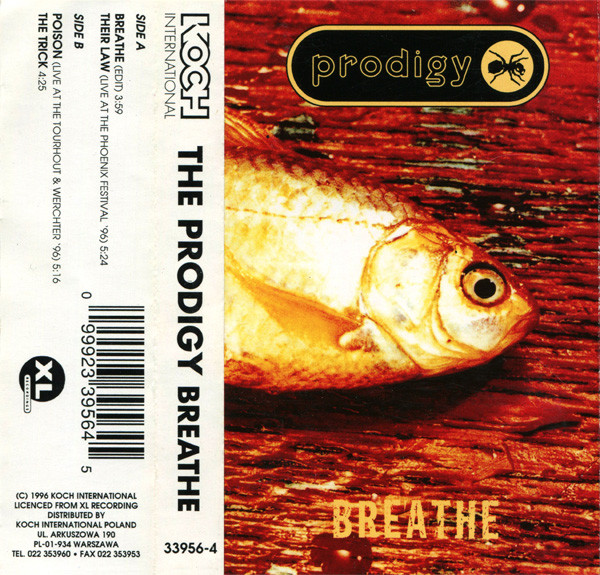 SIDE A
BREATHE (EDIT) 3:59
THEIR LAW (LIVE AT THE PHOENIX FESTIVAL '96) 5:24
SIDE B
POISON (LIVE AT THE TOURHOUT & WERCHTER '96) 5:16
THE TRICK 4:25
0 99923 39564 5
XL
RECORDINGS
(C) 1996 KOCH INTERNATIONAL
LICENCED FROM XL RECORDING
DISTRIBUTED BY
KOCH INTERNATIONAL POLAND
UL. ARKUSZOWA 190
PL-01-934 WARSZAWA
TEL. 022 353960 • FAX 022 353953
KOCH
INTERNATIONAL
THE PRODIGY BREATHE
33956-4
prodigy
BREATHE